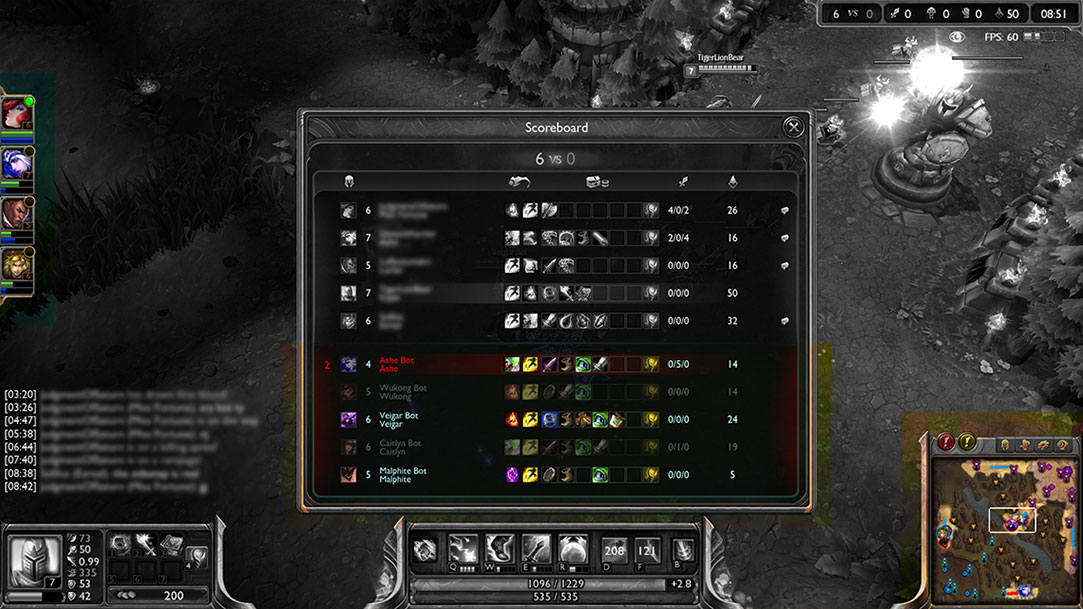 6 VS 0 0 0 0 50 08:51
FPS: 60
TigerLionBear
7
Scoreboard
6 VS 0
6 4/0/2 26
7 2/0/4 16
5 0/0/0 16
7 0/0/0 50
6 0/0/0 32
2 4 Ashe Bot 0/5/0 14
Ashe
5 Wukong Bot 0/0/0 14
Wukong
6 Veigar Bot 0/0/0 24
Veigar
6 Caitlyn Bot 0/1/0 19
Caitlyn
5 Malphite Bot 0/0/0 5
Malphite
[03:20]
[03:26]
[04:47]
[05:38]
[06:44]
[07:40]
[08:38]
[08:42]
73
50
0.99
335
53
42
7
4
5 6 7
200
208 121
Q W E R D F B
1096 / 1229 +2.8
535 / 535